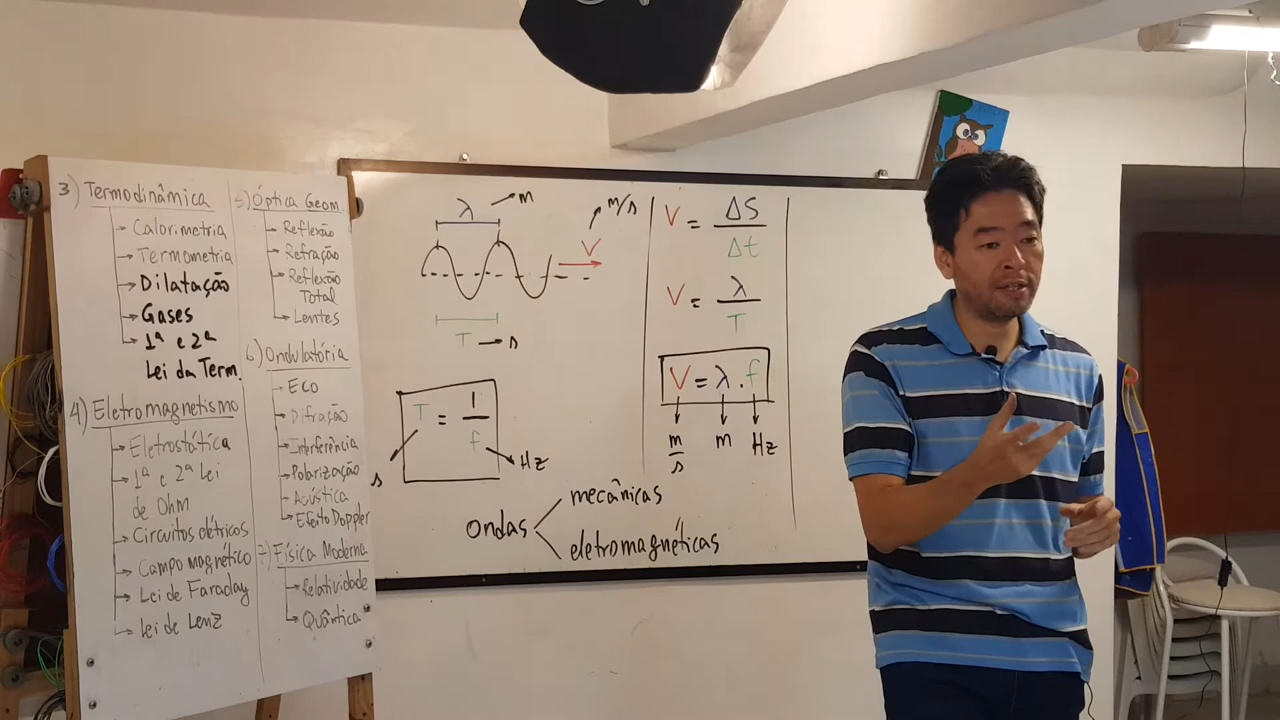 3) Termodinâmica
→ Calorimetria
→ Termometria
→ Dilatação
→ Gases
→ 1ª e 2ª
Lei da Term.
4) Eletromagnetismo
→ Eletrostática
→ 1ª e 2ª Lei
de Ohm
→ Circuitos elétricos
→ Campo magnético
→ Lei de Faraday
→ Lei de Lenz
5) Óptica Geom.
→ Reflexão
→ Refração
→ Reflexão
Total
→ Lentes
6) Ondulatória
→ Eco
→ Difração
→ Interferência
→ Polarização
→ Acústica
→ Efeito Doppler
7) Física Moderna
→ Relatividade
→ Quântica
λ → m
V → m/s
T → s
T = 1/f
s
Hz
ondas
mecânicas
eletromagnéticas
V = ΔS/Δt
V = λ/T
V = λ . f
m/s m Hz